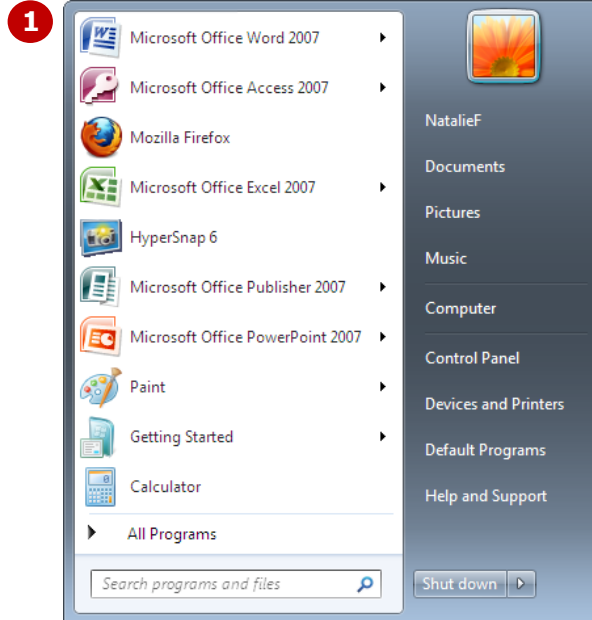 1
Microsoft Office Word 2007
Microsoft Office Access 2007
Mozilla Firefox
Microsoft Office Excel 2007
HyperSnap 6
Microsoft Office Publisher 2007
Microsoft Office PowerPoint 2007
Paint
Getting Started
Calculator
All Programs
Search programs and files
NatalieF
Documents
Pictures
Music
Computer
Control Panel
Devices and Printers
Default Programs
Help and Support
Shut down